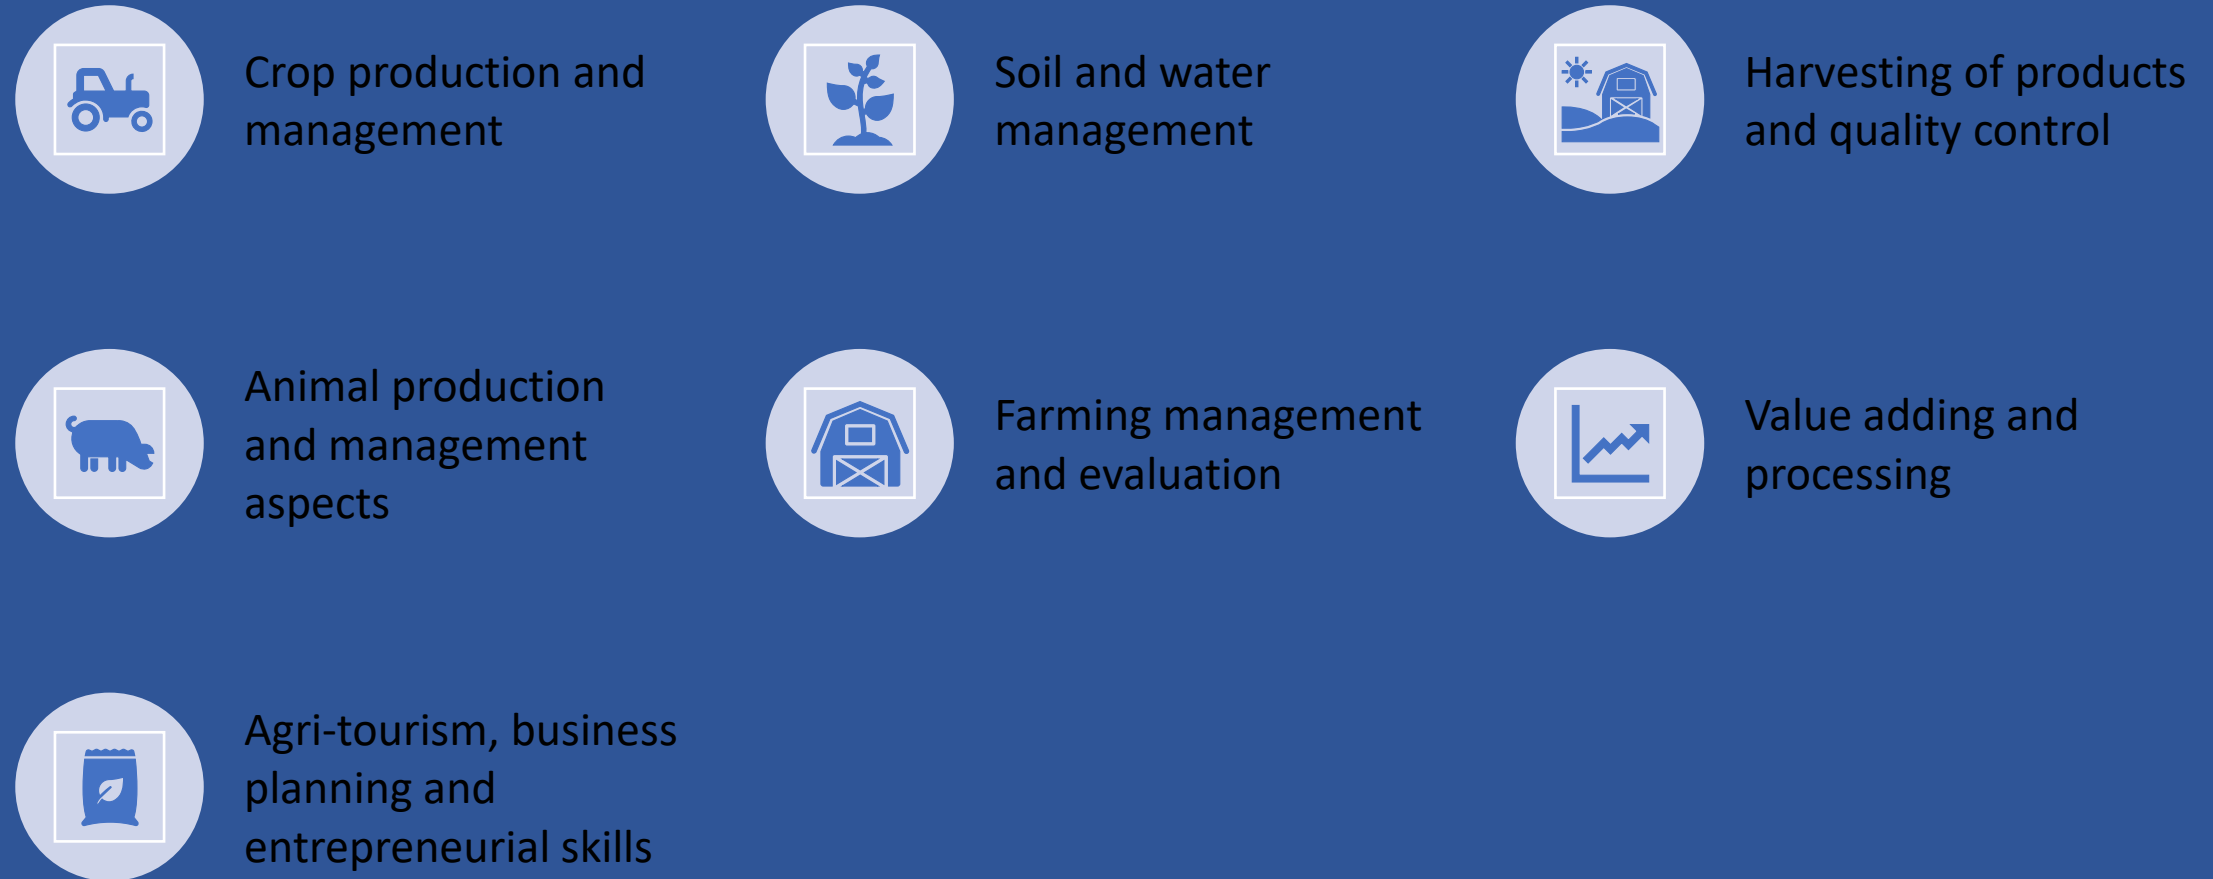 Crop production and
management
Soil and water
management
Harvesting of products
and quality control
Animal production
and management
aspects
Farming management
and evaluation
Value adding and
processing
Agri-tourism, business
planning and
entrepreneurial skills